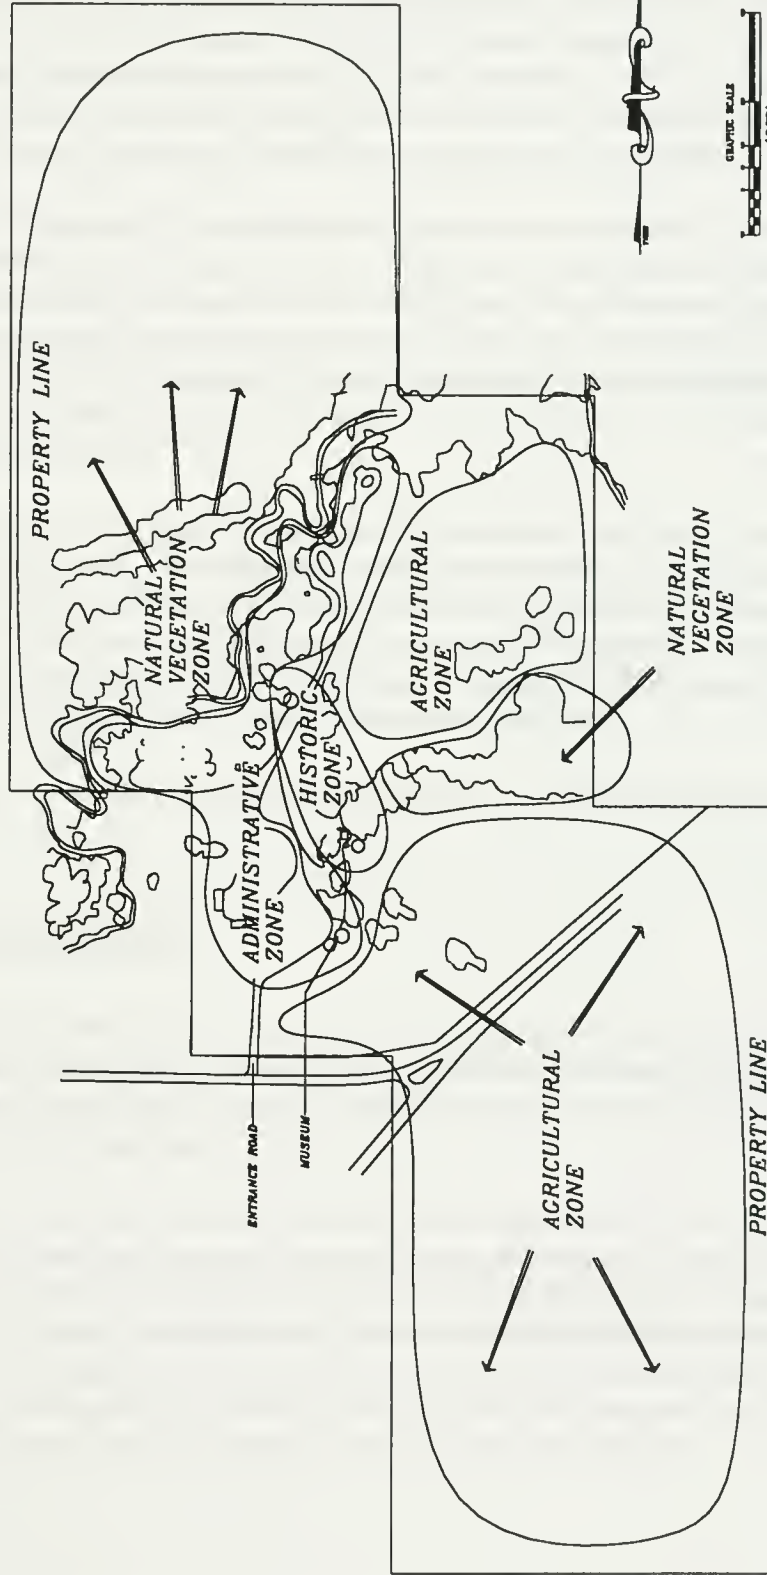 PROPERTY LINE
NATURAL
VEGETATION
ZONE
ADMINISTRATIVE
ZONE
HISTORIC
ZONE
AGRICULTURAL
ZONE
NATURAL
VEGETATION
ZONE
ENTRANCE ROAD
MUSEUM
AGRICULTURAL
ZONE
PROPERTY LINE
GRAPHIC SCALE